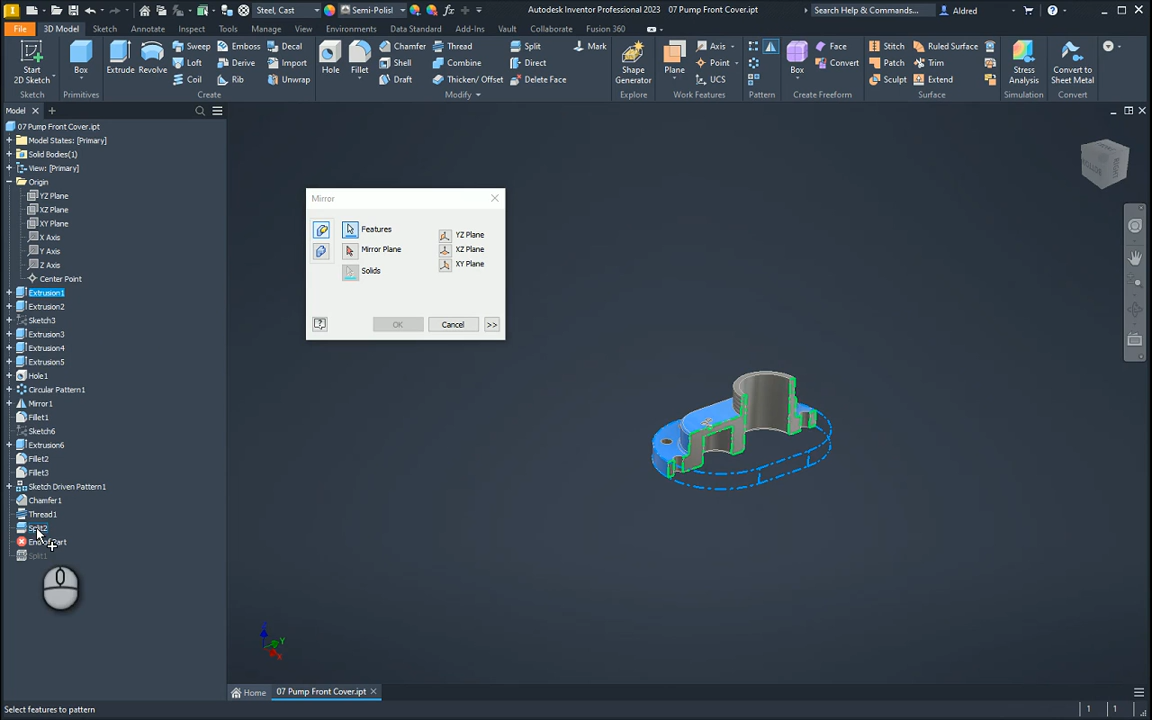 Steel, Cast
Semi-Polisl
Autodesk Inventor Professional 2023 07 Pump Front Cover.ipt
Search Help & Commands...
Aldred
File
3D Model
Sketch
Annotate
Inspect
Tools
Manage
View
Environments
Data Standard
Add-Ins
Vault
Collaborate
Fusion 360
Start
2D Sketch
Box
Extrude
Revolve
Sweep
Loft
Coil
Emboss
Derive
Rib
Decal
Import
Unwrap
Hole
Fillet
Chamfer
Shell
Draft
Thread
Combine
Thicken/ Offset
Split
Direct
Delete Face
Mark
Shape
Generator
Plane
Axis
Point
UCS
Box
Face
Convert
Stitch
Patch
Sculpt
Ruled Surface
Trim
Extend
Stress
Analysis
Convert to
Sheet Metal
Sketch
Primitives
Create
Modify
Explore
Work Features
Pattern
Create Freeform
Surface
Simulation
Convert
Model
07 Pump Front Cover.ipt
Model States: [Primary]
Solid Bodies(1)
View: [Primary]
Origin
YZ Plane
XZ Plane
XY Plane
X Axis
Y Axis
Z Axis
Center Point
Extrusion1
Extrusion2
Sketch3
Extrusion3
Extrusion4
Extrusion5
Hole1
Circular Pattern1
Mirror1
Fillet1
Sketch6
Extrusion6
Fillet2
Fillet3
Sketch Driven Pattern1
Chamfer1
Thread1
Split2
End of Part
Split1
Mirror
Features
Mirror Plane
Solids
YZ Plane
XZ Plane
XY Plane
OK
Cancel
>>
Z
Y
X
Home
07 Pump Front Cover.ipt
Select features to pattern
1
1